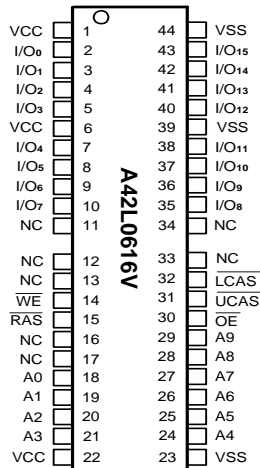 VCC 1 44 VSS
I/O0 2 43 I/O15
I/O1 3 42 I/O14
I/O2 4 41 I/O13
I/O3 5 40 I/O12
VCC 6 39 VSS
I/O4 7 38 I/O11
I/O5 8 37 I/O10
I/O6 9 36 I/O9
I/O7 10 35 I/O8
NC 11 34 NC
A42L0616V
NC 12 33 NC
NC 13 32 LCAS
WE 14 31 UCAS
RAS 15 30 OE
NC 16 29 A9
NC 17 28 A8
A0 18 27 A7
A1 19 26 A6
A2 20 25 A5
A3 21 24 A4
VCC 22 23 VSS